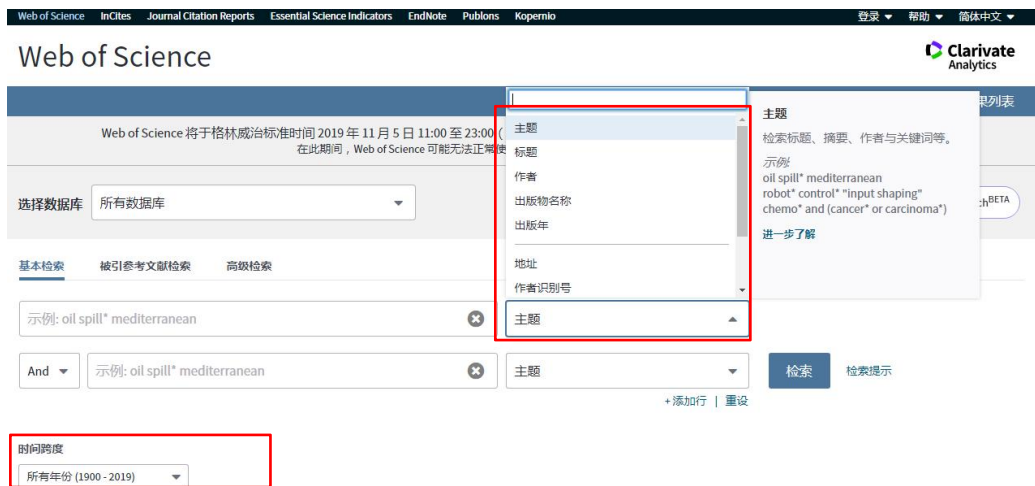 Web of Science InCites Journal Citation Reports Essential Science Indicators EndNote Publons Kopernio 登录 帮助 简体中文
Web of Science
Clarivate
Analytics
果列表
Web of Science 将于格林威治标准时间 2019 年 11 月 5 日 11:00 至 23:00 (
在此期间，Web of Science 可能无法正常使
选择数据库 所有数据库
主题
标题
作者
出版物名称
出版年
地址
作者识别号
主题
检索标题、摘要、作者与关键词等。
示例:
oil spill* mediterranean
robot* control* "input shaping"
chemo* and (cancer* or carcinoma*)
进一步了解
chBETA
基本检索 被引参考文献检索 高级检索
示例: oil spill* mediterranean 主题
And 示例: oil spill* mediterranean 主题 检索 检索提示
+添加行 | 重设
时间跨度
所有年份 (1900 - 2019)